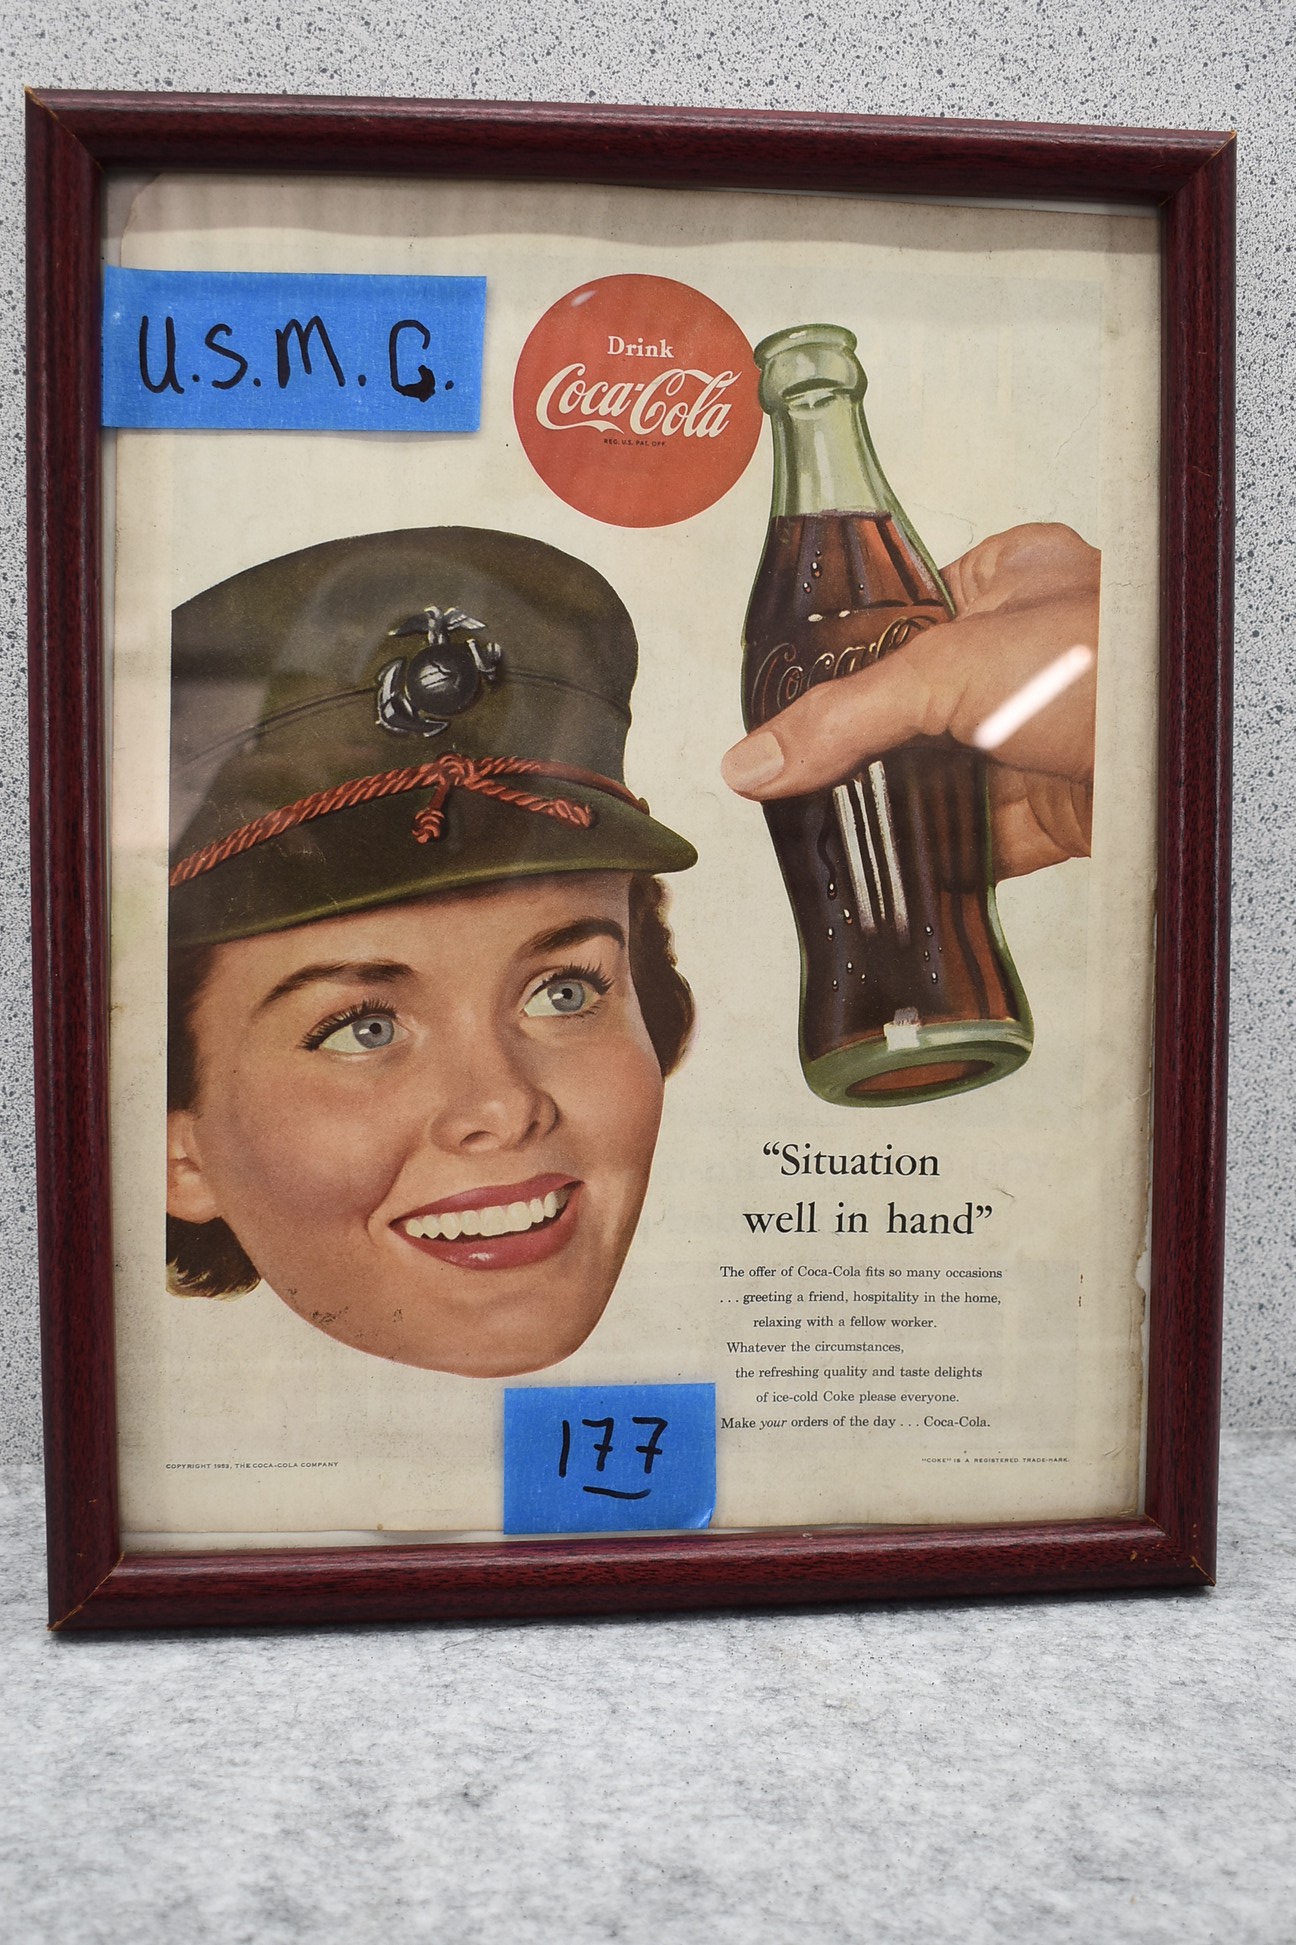 U.S.M.C.
Drink
Coca-Cola
REG. U.S. PAT. OFF.
Coca-
"Situation
well in hand"
The offer of Coca-Cola fits so many occasions
. . . greeting a friend, hospitality in the home,
relaxing with a fellow worker.
Whatever the circumstances,
the refreshing quality and taste delights
of ice-cold Coke please everyone.
Make your orders of the day . . . Coca-Cola.
177
COPYRIGHT 1953, THE COCA-COLA COMPANY
"COKE" IS A REGISTERED TRADE-MARK.